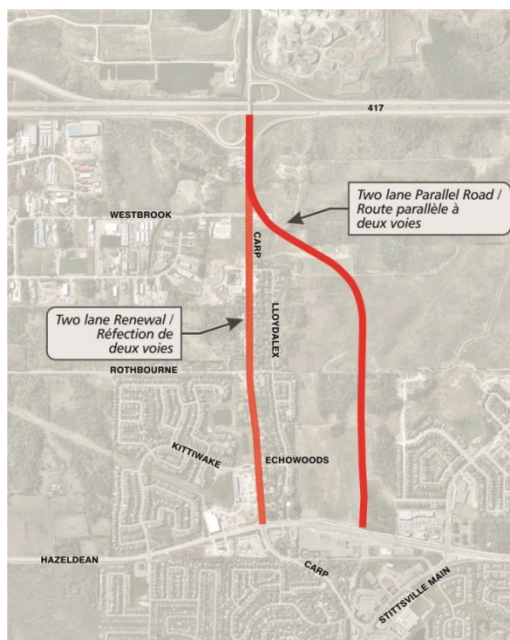 417
Two lane Parallel Road /
Route parallèle à
deux voies
WESTBROOK
CARP
LLOYDALEX
Two lane Renewal /
Réfection de
deux voies
ROTHBOURNE
KITTIWAKE
ECHOWOODS
HAZELDEAN
CARP
STITTSVILLE MAIN